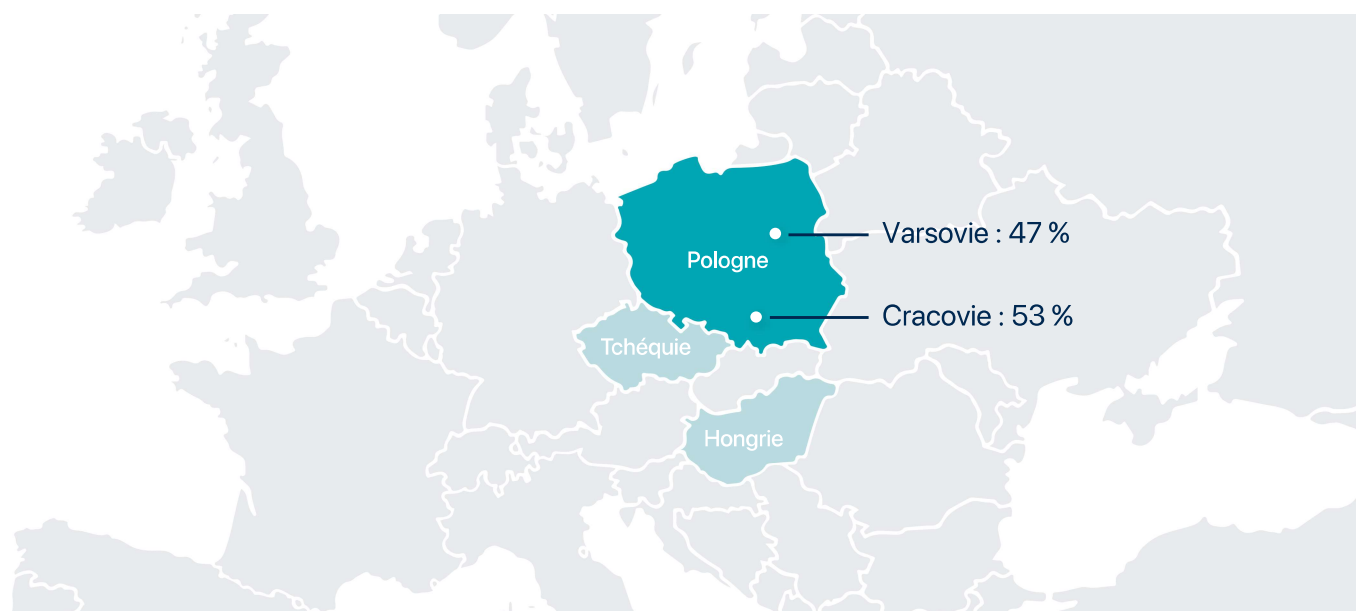 Varsovie : 47 %
Pologne
Cracovie : 53 %
Tchéquie
Hongrie